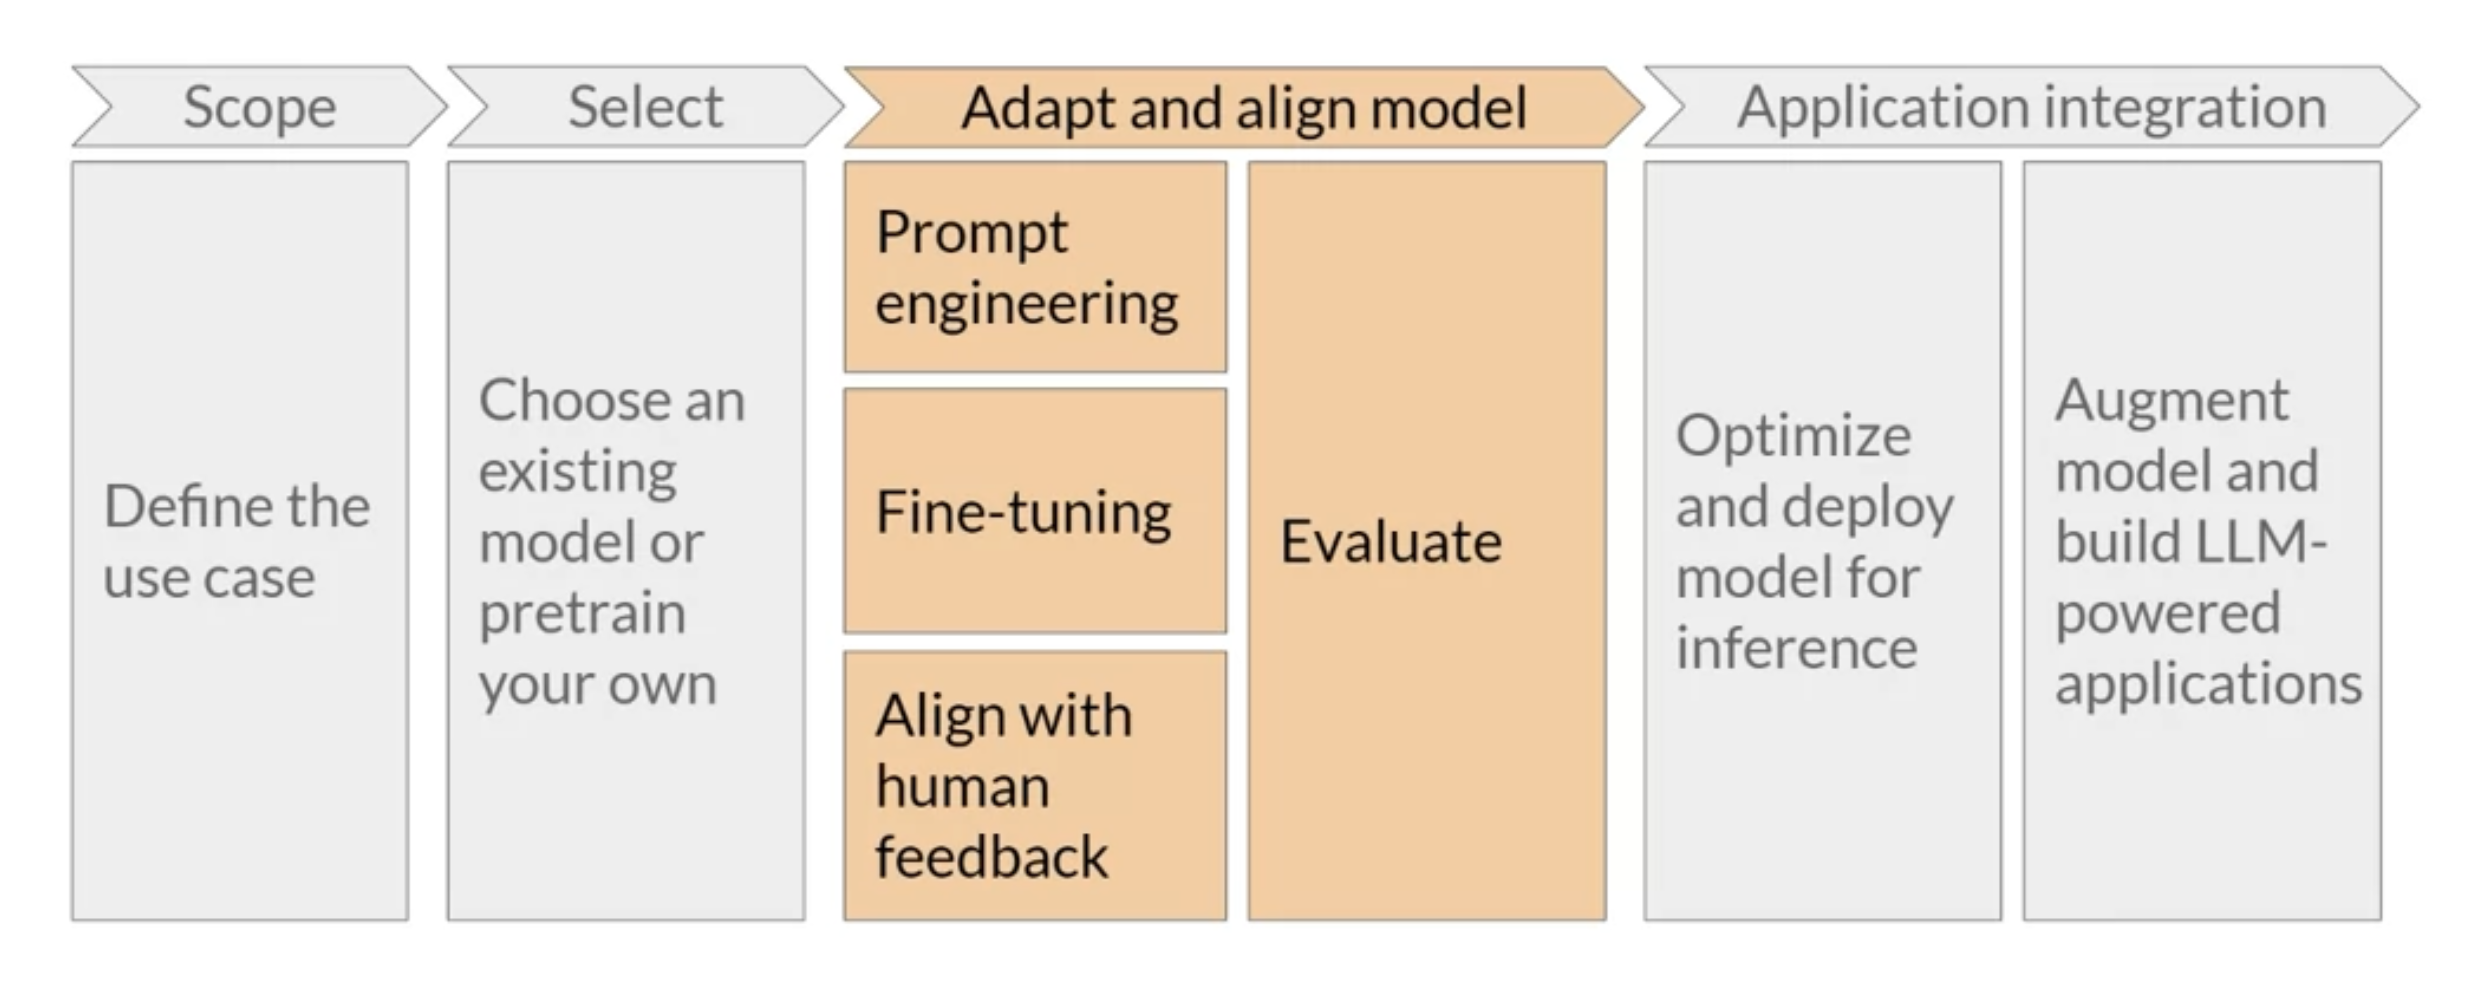 Scope
Select
Adapt and align model
Application integration
Define the
use case
Choose an
existing
model or
pretrain
your own
Prompt
engineering
Fine-tuning
Align with
human
feedback
Evaluate
Optimize
and deploy
model for
inference
Augment
model and
build LLM-
powered
applications